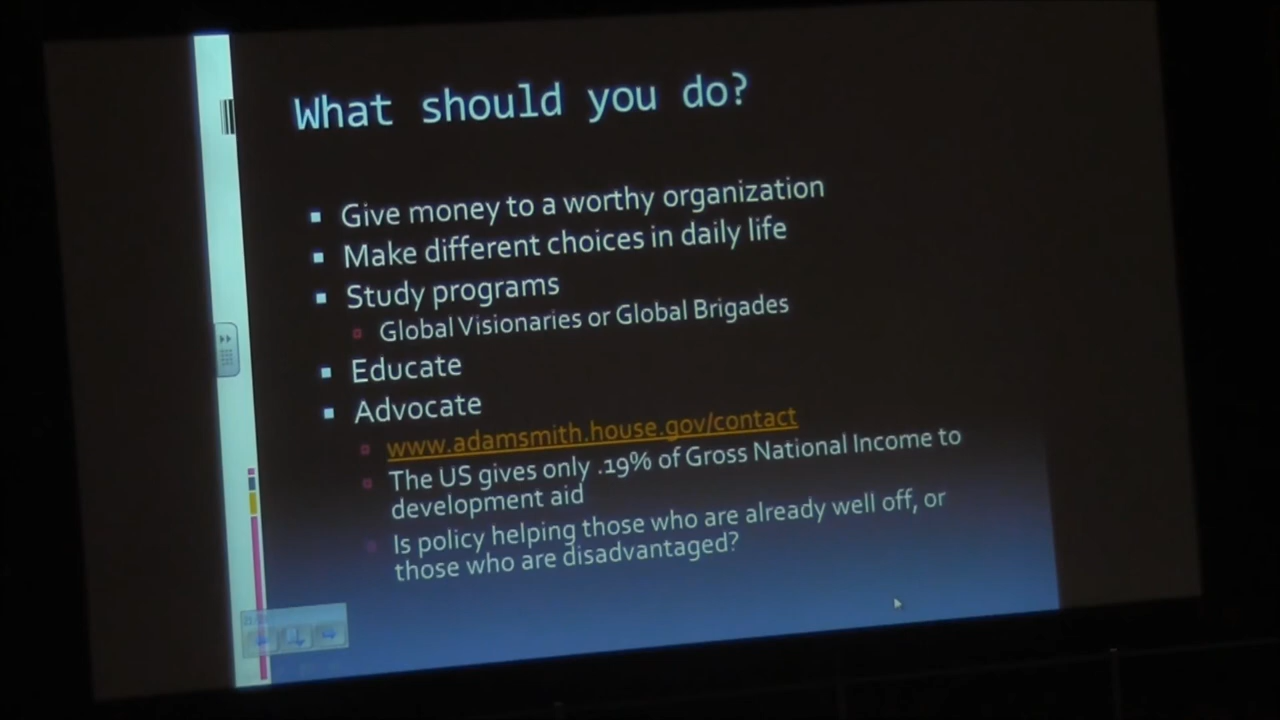 What should you do?
Give money to a worthy organization
Make different choices in daily life
Study programs
Global Visionaries or Global Brigades
Educate
Advocate
www.adamsmith.house.gov/contact
The US gives only .19% of Gross National Income to
development aid
Is policy helping those who are already well off, or
those who are disadvantaged?